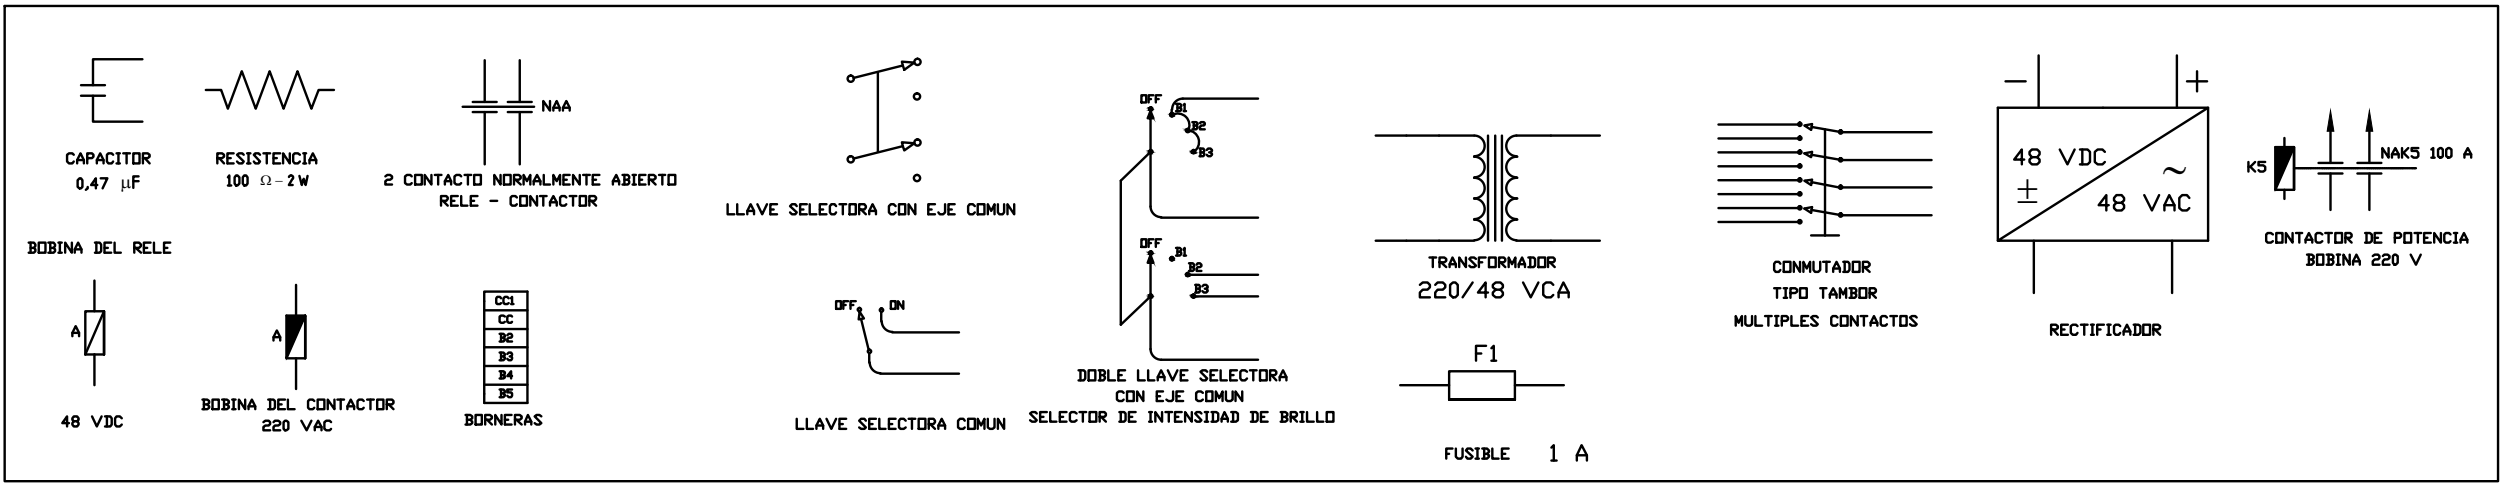 CAPACITOR
0,47 μF
RESISTENCIA
100 Ω-2W
NAA
2 CONTACTO NORMALMENTE ABIERTO
RELE - CONTACTOR
LLAVE SELECTORA CON EJE COMUN
BOBINA DEL RELE
A
48 VDC
A
BOBINA DEL CONTACTOR
220 VAC
CC1
CC
B2
B3
B4
B5
BORNERAS
OFF
ON
LLAVE SELECTORA COMUN
OFF
B1
B2
B3
OFF
B1
B2
B3
DOBLE LLAVE SELECTORA
CON EJE COMUN
SELECTOR DE INTENSIDAD DE BRILLO
TRANSFORMADOR
220/48 VCA
F1
FUSIBLE 1 A
CONMUTADOR
TIPO TAMBOR
MULTIPLES CONTACTOS
− +
48 VDC
±
~
48 VAC
RECTIFICADOR
K5
NAK5 100 A
CONTACTOR DE POTENCIA
BOBINA 220 V